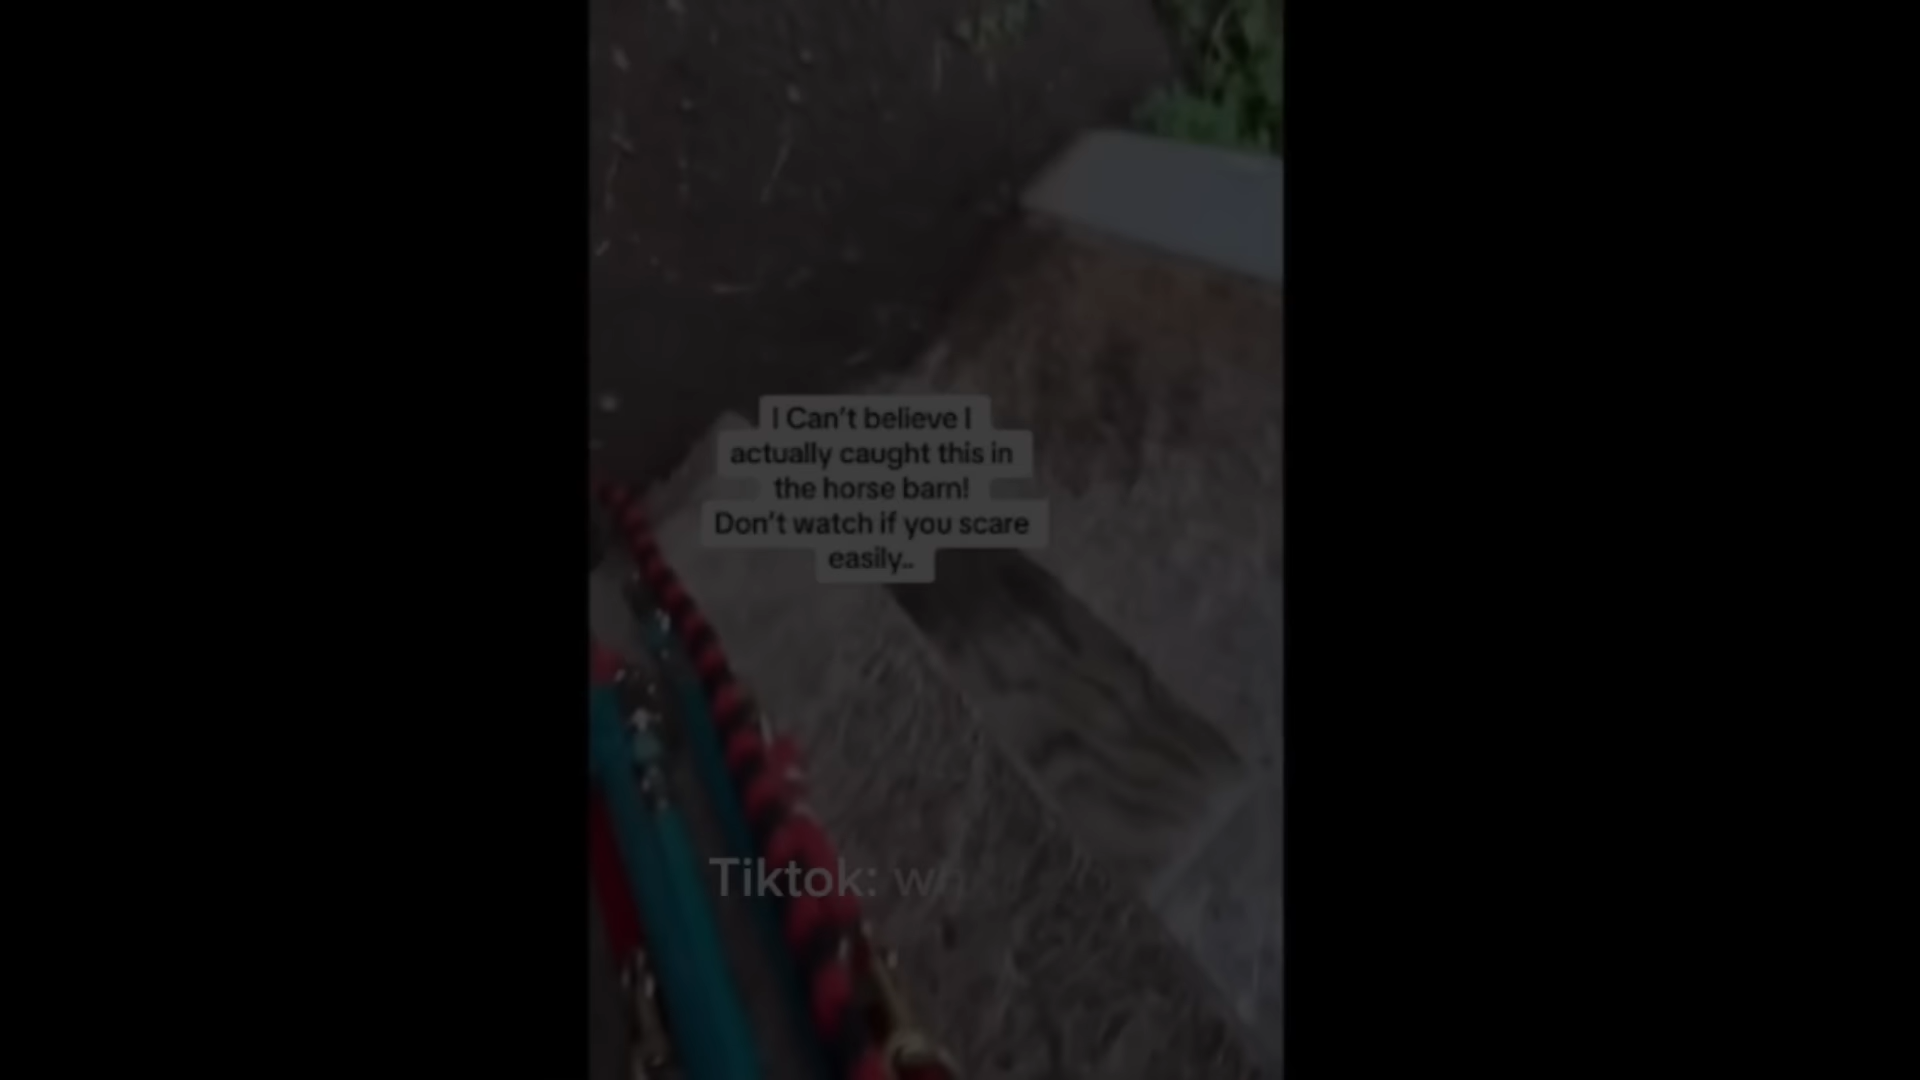 I Can't believe I
actually caught this in
the horse barn!
Don't watch if you scare
easily..
Tiktok: